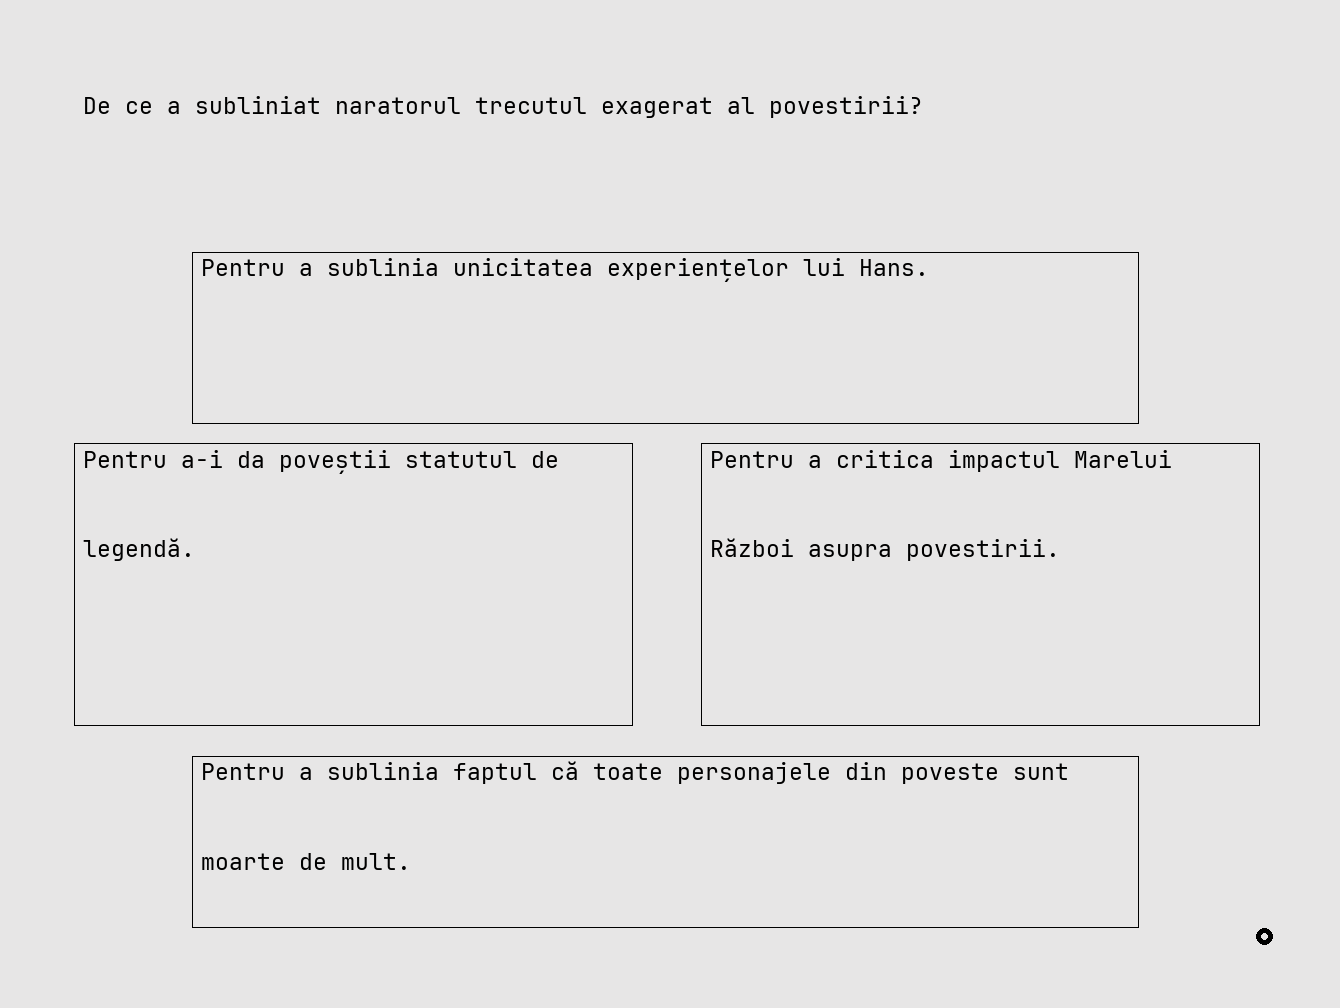 De ce a subliniat naratorul trecutul exagerat al povestirii?
Pentru a sublinia unicitatea experiențelor lui Hans.
Pentru a-i da poveștii statutul de
legendă.
Pentru a critica impactul Marelui
Război asupra povestirii.
Pentru a sublinia faptul că toate personajele din poveste sunt
moarte de mult.